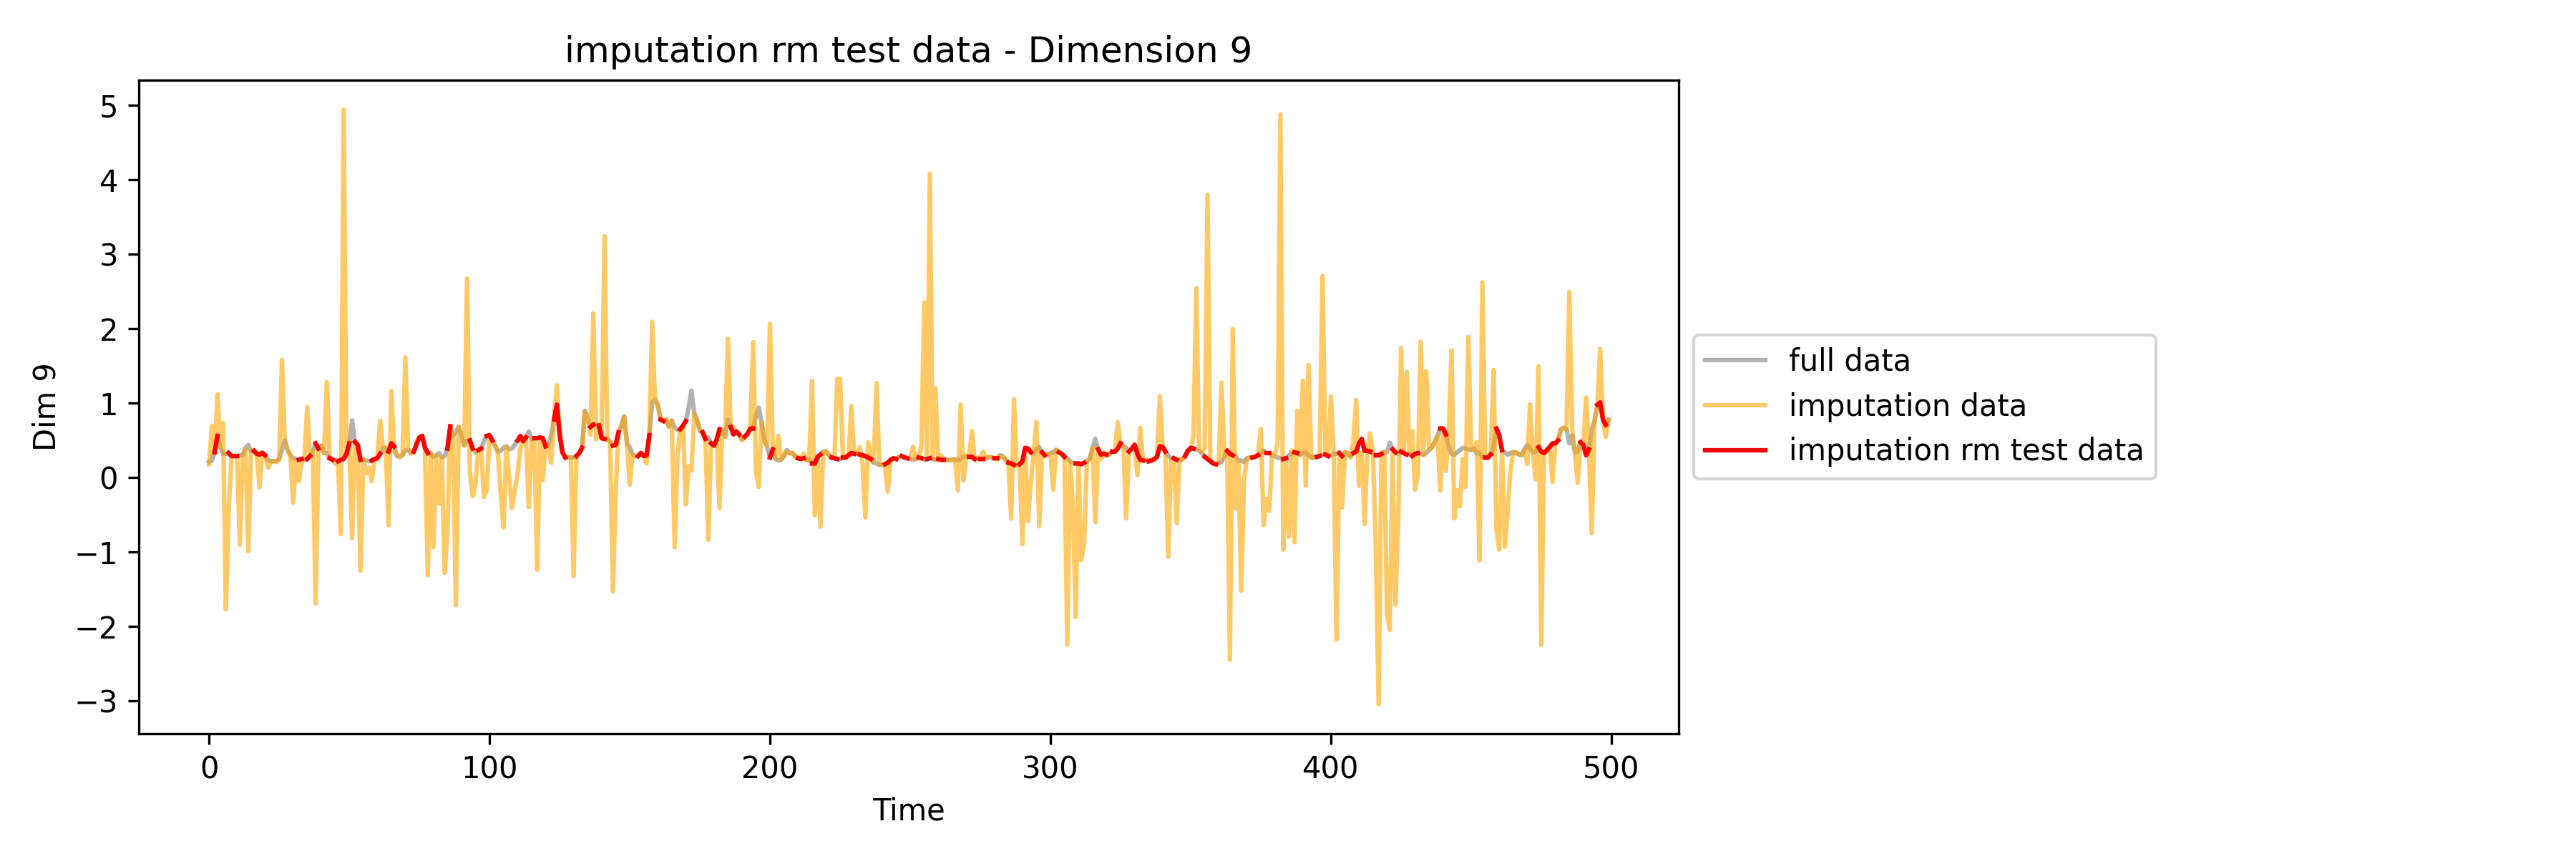 imputation rm test data - Dimension 9
5
4
3
2
1
0
−1
−2
−3
Dim 9
0 100 200 300 400 500
Time
full data
imputation data
imputation rm test data